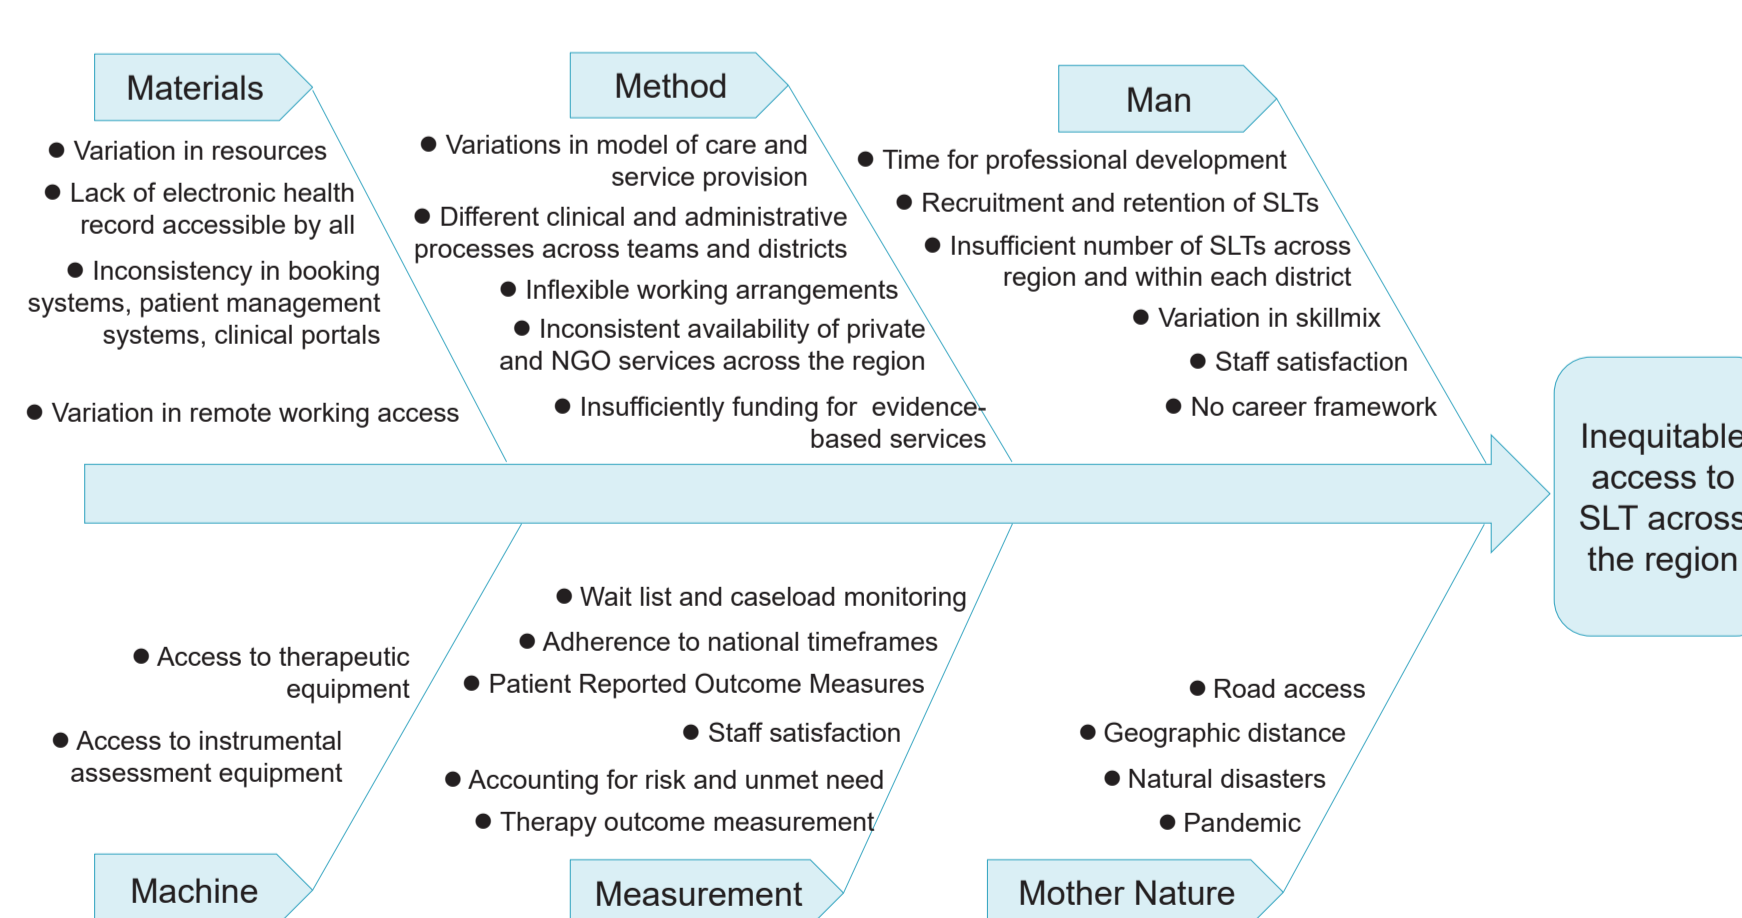 Materials
● Variation in resources
● Lack of electronic health
record accessible by all
● Inconsistency in booking
systems, patient management
systems, clinical portals
● Variation in remote working access
Method
● Variations in model of care and
service provision
● Different clinical and administrative
processes across teams and districts
● Inflexible working arrangements
● Inconsistent availability of private
and NGO services across the region
● Insufficiently funding for evidence-
based services
Man
● Time for professional development
● Recruitment and retention of SLTs
● Insufficient number of SLTs across
region and within each district
● Variation in skillmix
● Staff satisfaction
● No career framework
Inequitable
access to
SLT across
the region
● Access to therapeutic
equipment
● Access to instrumental
assessment equipment
Machine
● Wait list and caseload monitoring
● Adherence to national timeframes
● Patient Reported Outcome Measures
● Staff satisfaction
● Accounting for risk and unmet need
● Therapy outcome measurement
Measurement
● Road access
● Geographic distance
● Natural disasters
● Pandemic
Mother Nature